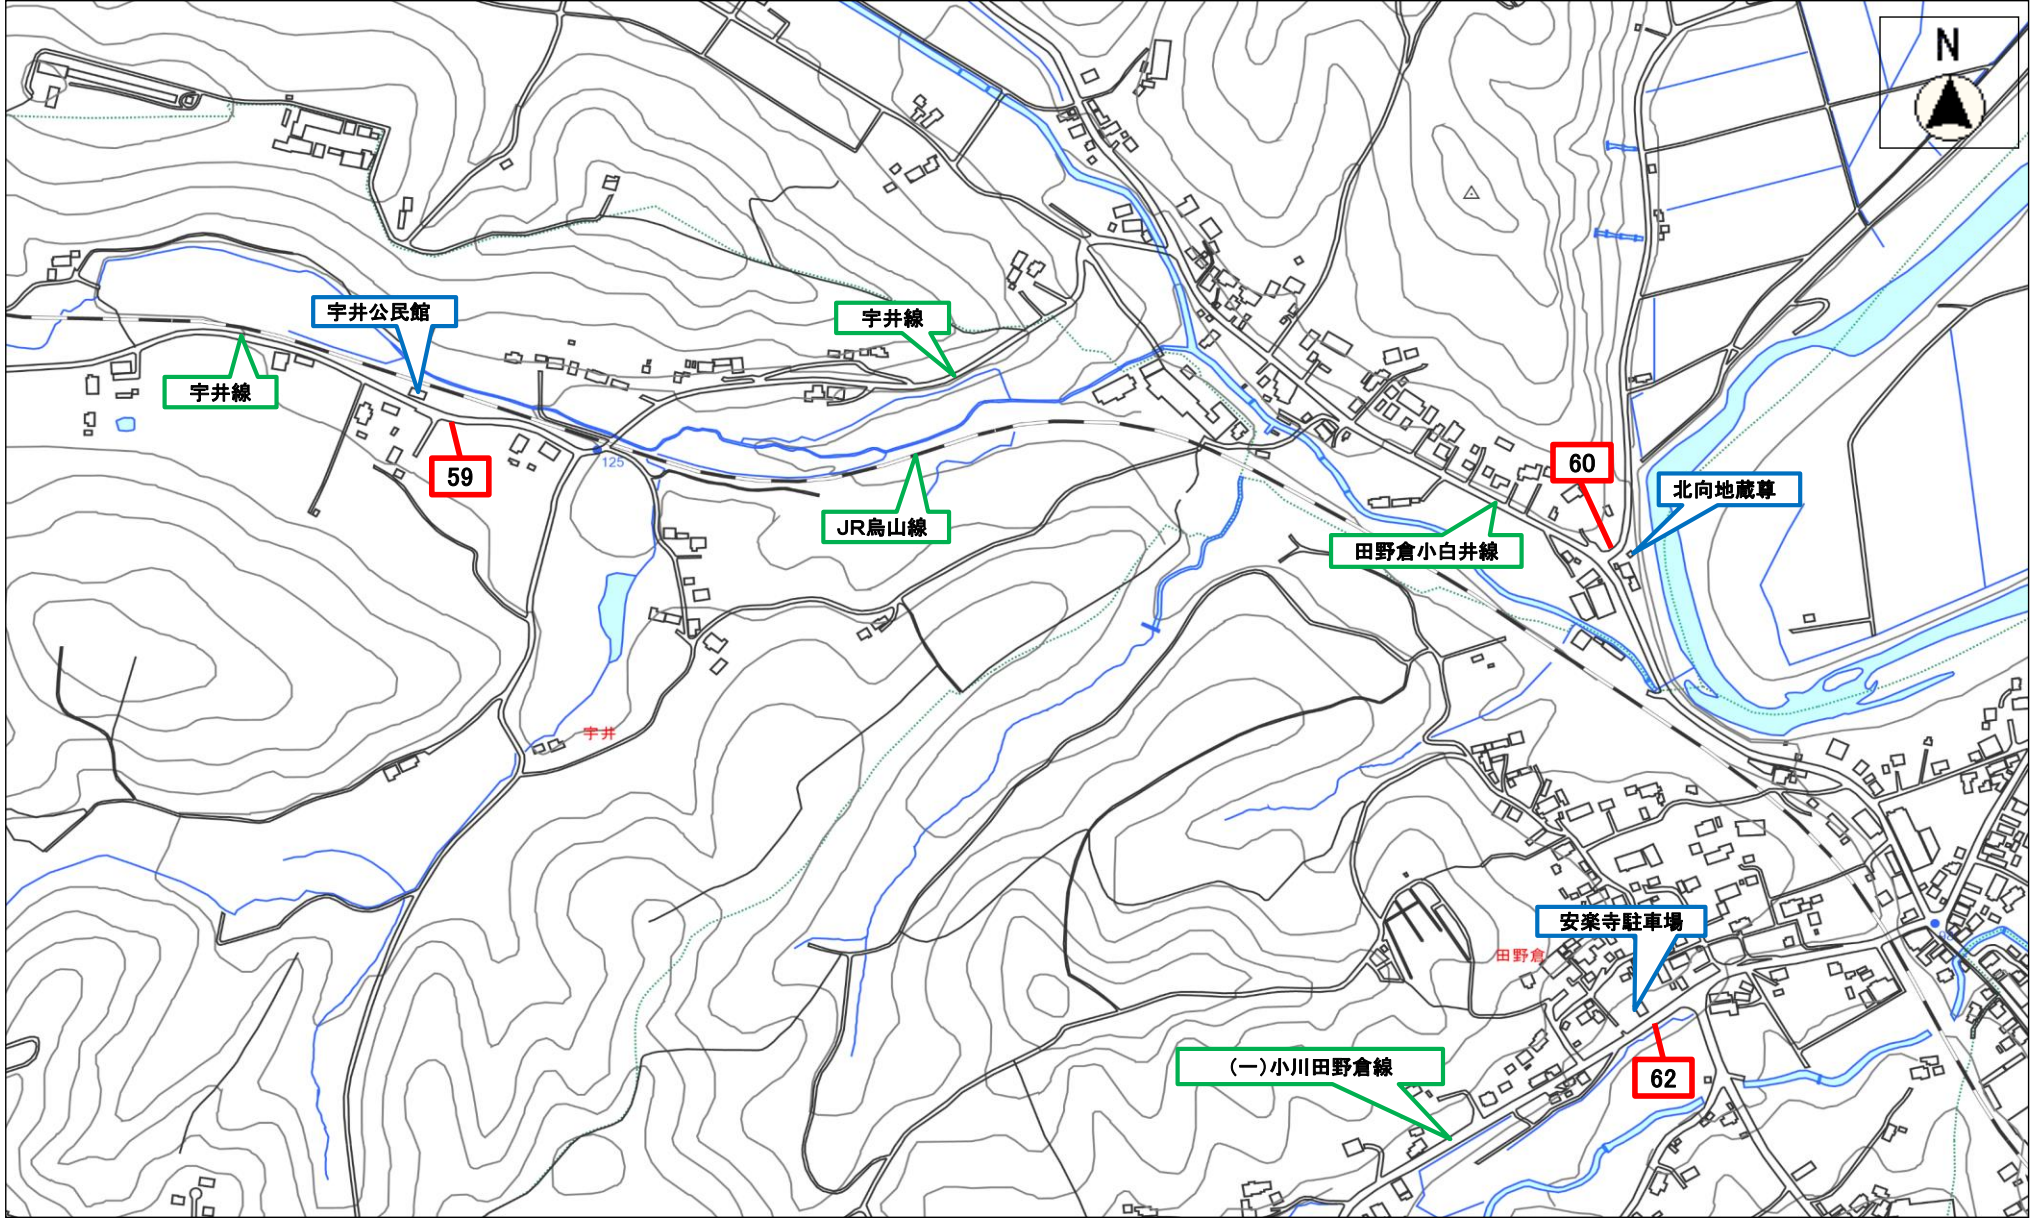 N
宇井公民館
宇井線
宇井線
59
125
JR烏山線
60
北向地蔵尊
田野倉小白井線
宇井
安楽寺駐車場
田野倉
(一)小川田野倉線
62